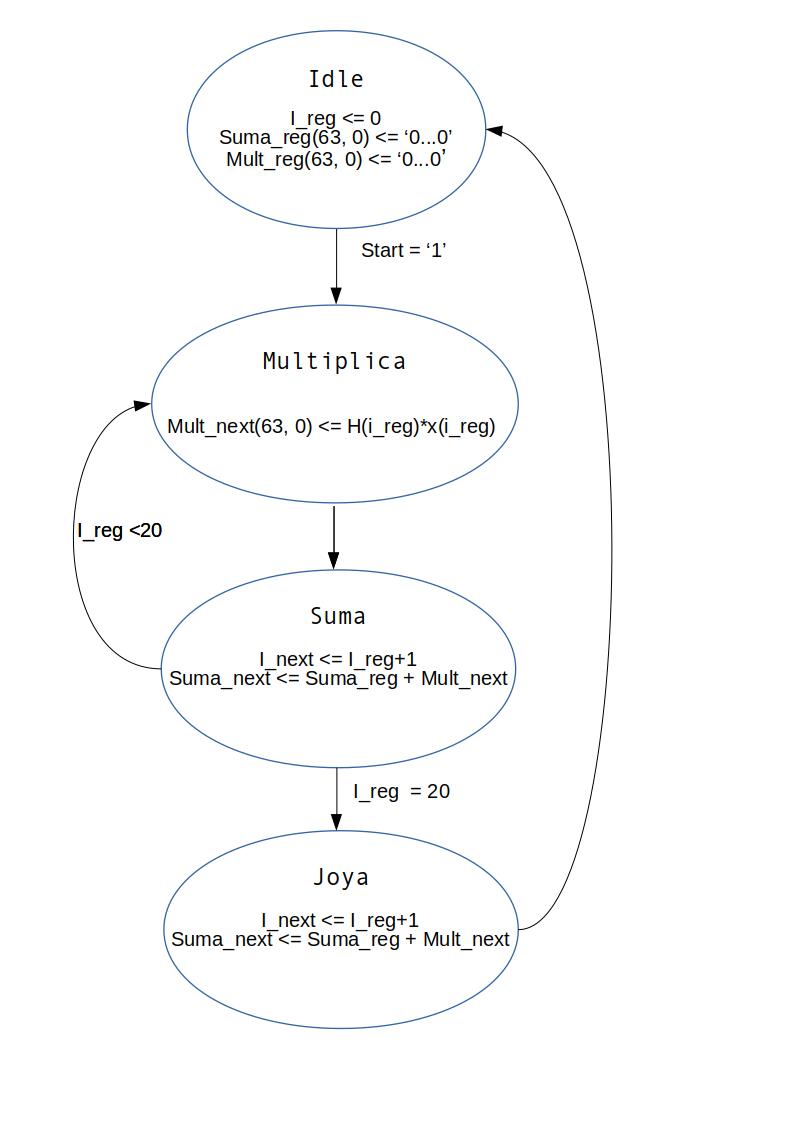 Idle
I_reg <= 0
Suma_reg(63, 0) <= ‘0...0’
Mult_reg(63, 0) <= ‘0...0’
Start = ‘1’
Multiplica
Mult_next(63, 0) <= H(i_reg)*x(i_reg)
I_reg <20
Suma
I_next <= I_reg+1
Suma_next <= Suma_reg + Mult_next
I_reg  = 20
Joya
I_next <= I_reg+1
Suma_next <= Suma_reg + Mult_next